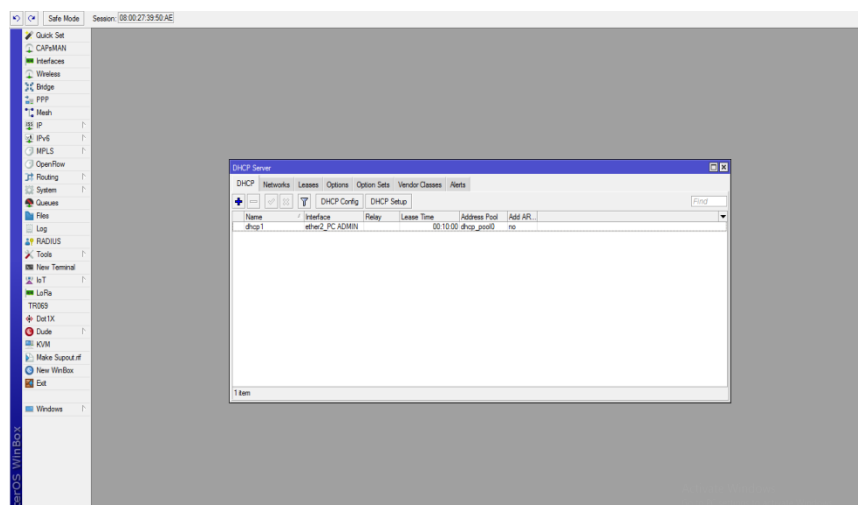 Safe Mode Session: 08:00:27:39:50:AE
Quick Set
CAPsMAN
Interfaces
Wireless
Bridge
PPP
Mesh
IP
IPv6
MPLS
OpenFlow
Routing
System
Queues
Files
Log
RADIUS
Tools
New Terminal
IoT
LoRa
TR069
Dot1X
Dude
KVM
Make Supout.rif
New WinBox
Exit
Windows
erOS WinBox
DHCP Server
DHCP Networks Leases Options Option Sets Vendor Classes Alerts
DHCP Config DHCP Setup Find
Name Interface Relay Lease Time Address Pool Add AR...
dhcp1 ether2_PC ADMIN 00:10:00 dhcp_pool0 no
1 item